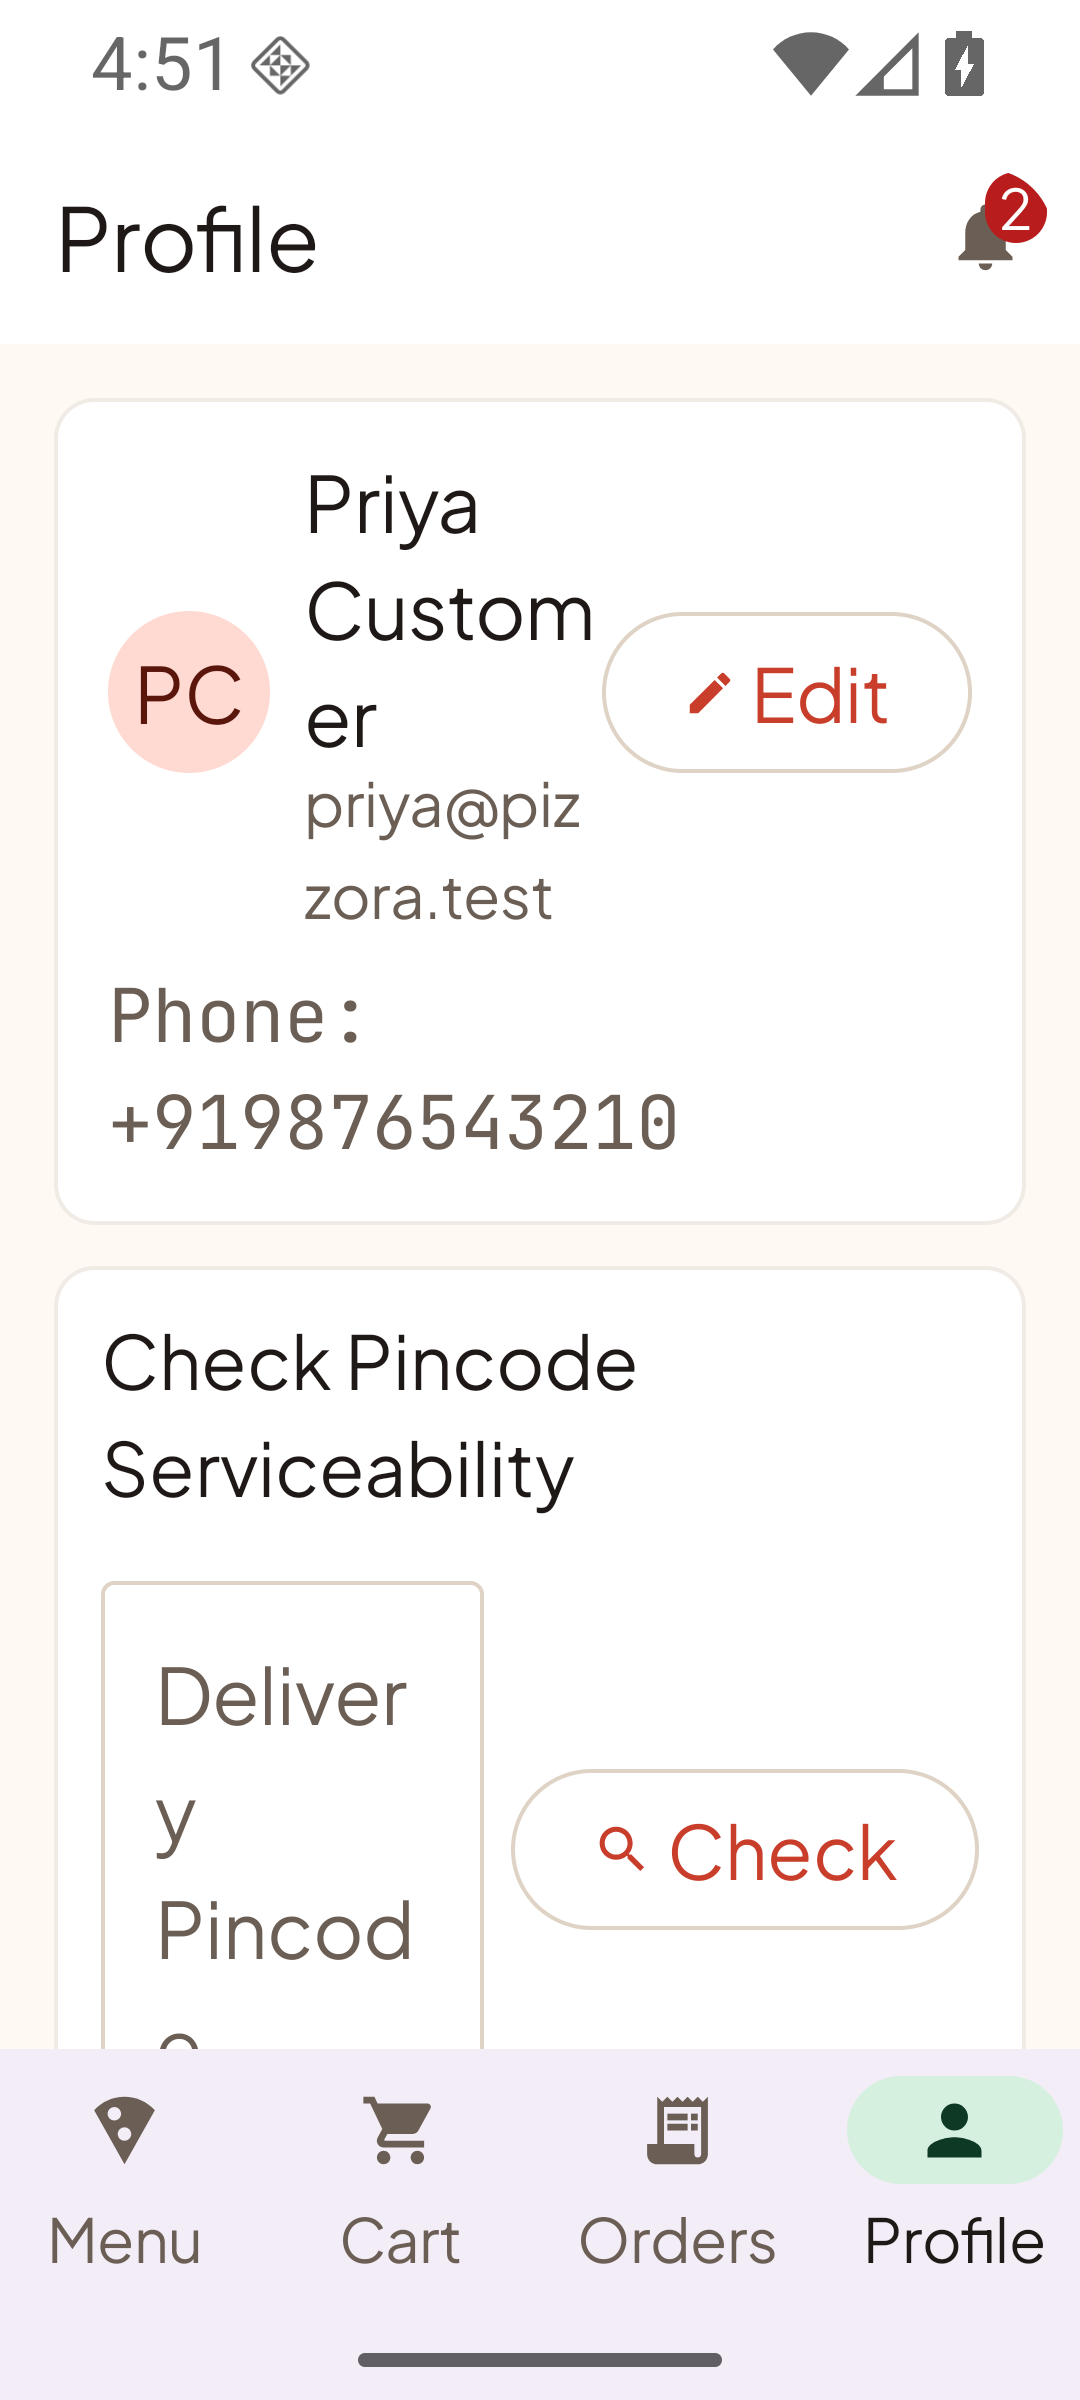 4:51
Profile
2
Priya
Custom
er
PC
Edit
priya@piz
zora.test
Phone:
+919876543210
Check Pincode
Serviceability
Deliver
y
Pincod
Check
Menu
Cart
Orders
Profile